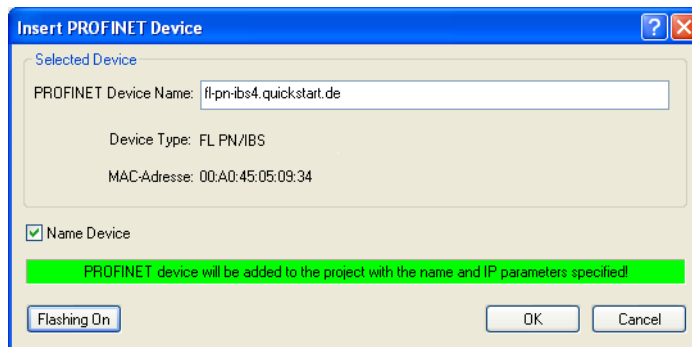 Insert PROFINET Device
Selected Device
PROFINET Device Name: fl-pn-ibs4.quickstart.de
Device Type: FL PN/IBS
MAC-Adresse: 00:A0:45:05:09:34
Name Device
PROFINET device will be added to the project with the name and IP parameters specified!
Flashing On OK Cancel